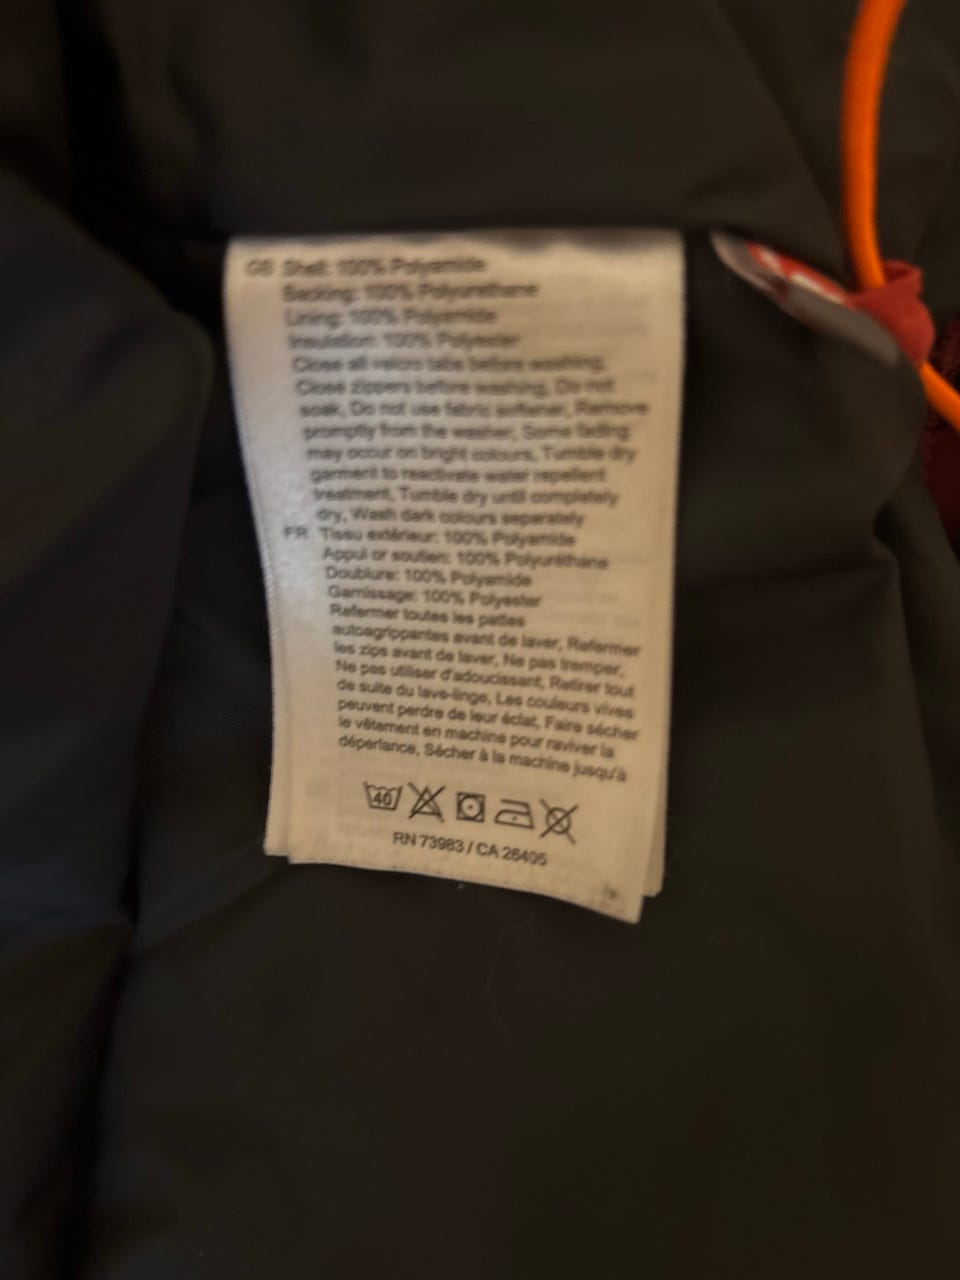 GB Shell: 100% Polyamide
Backing: 100% Polyurethane
Lining: 100% Polyamide
Insulation: 100% Polyester
Close all velcro tabs before washing,
Close zippers before washing, Do not
soak, Do not use fabric softener, Remove
promptly from the washer, Some fading
may occur on bright colours, Tumble dry
garment to reactivate water repellent
treatment, Tumble dry until completely
dry, Wash dark colours separately
FR Tissu extérieur: 100% Polyamide
Appui or soutien: 100% Polyuréthane
Doublure: 100% Polyamide
Garnissage: 100% Polyester
Refermer toutes les pattes
autoagrippantes avant de laver, Refermer
les zips avant de laver, Ne pas tremper,
Ne pas utiliser d'adoucissant, Retirer tout
de suite du lave-linge, Les couleurs vives
peuvent perdre de leur éclat, Faire sécher
le vêtement en machine pour raviver la
déperlance, Sécher à la machine jusqu'à
40
RN 73983 / CA 26405